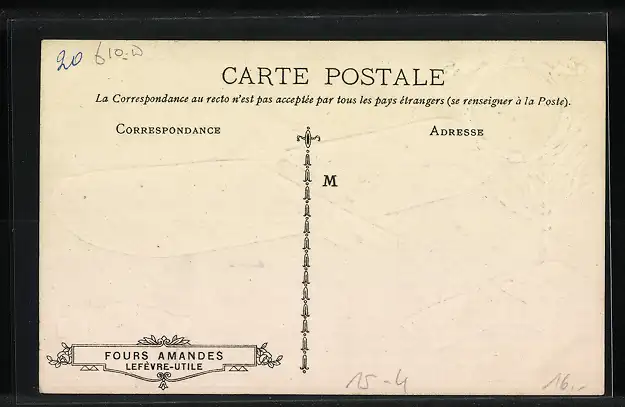 20 610-D
CARTE POSTALE
La Correspondance au recto n'est pas acceptée par tous les pays étrangers (se renseigner à la Poste).
CORRESPONDANCE ADRESSE
M
FOURS AMANDES
LEFÈVRE-UTILE
15-4 16.-